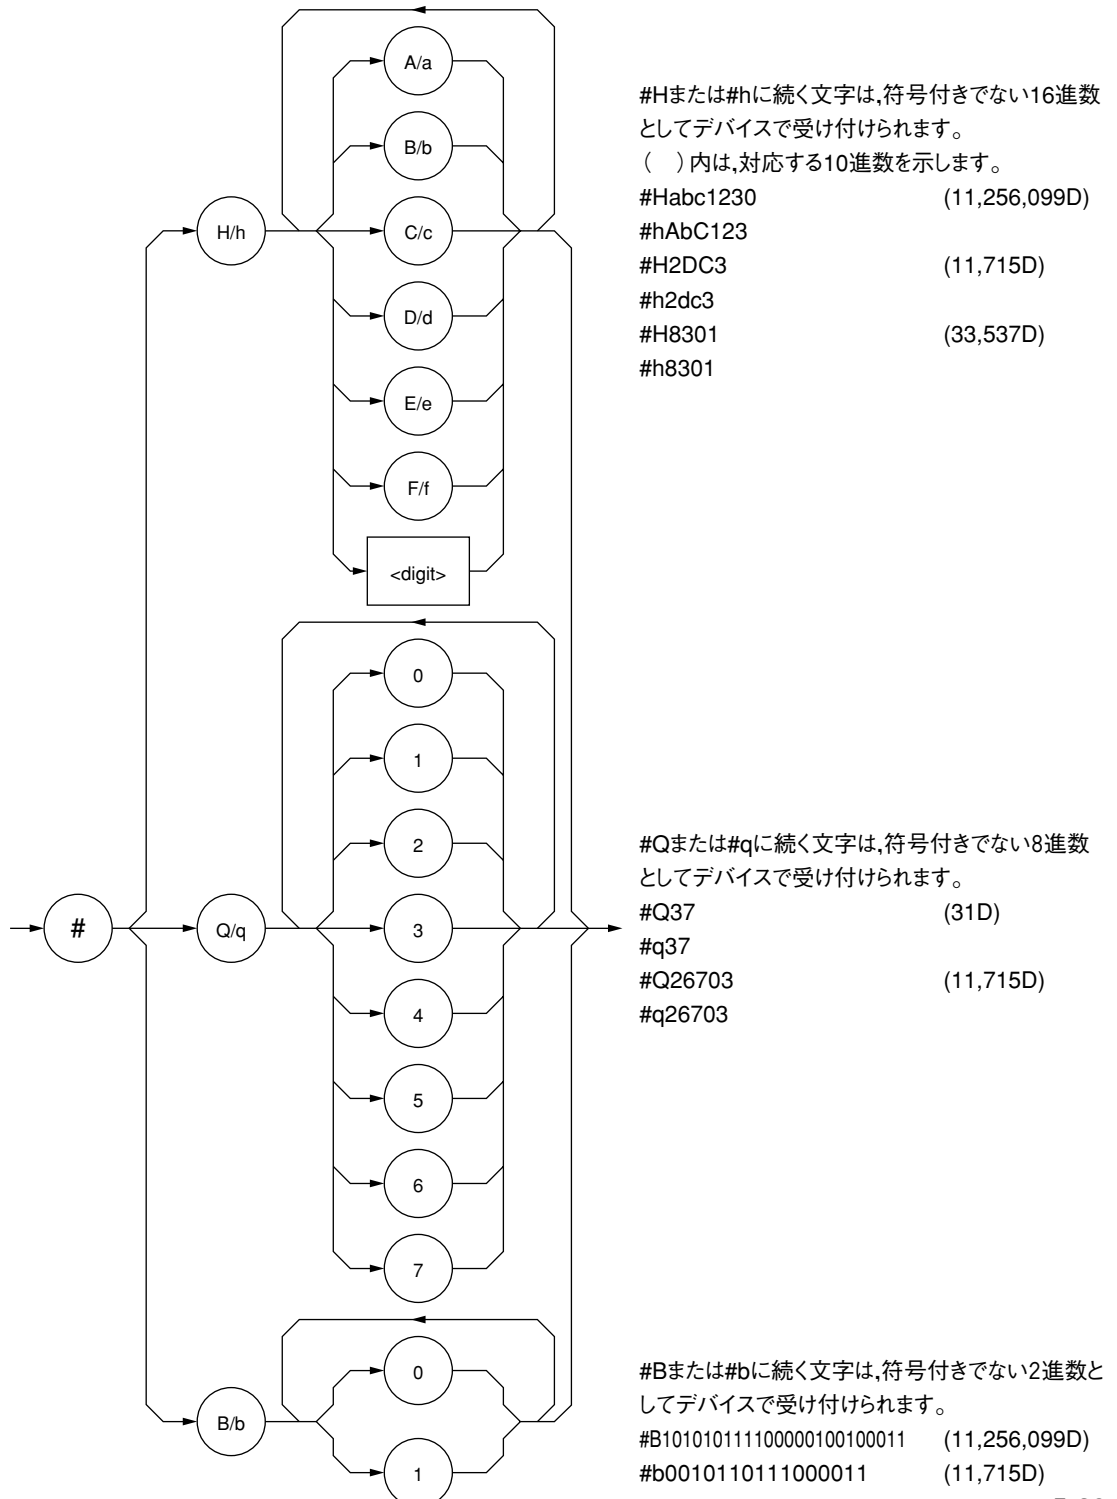 A/a
B/b
H/h
C/c
D/d
E/e
F/f
<digit>
#Hまたは#hに続く文字は,符号付きでない16進数
としてデバイスで受け付けられます。
(　)内は,対応する10進数を示します。
#Habc1230 (11,256,099D)
#hAbC123
#H2DC3 (11,715D)
#h2dc3
#H8301 (33,537D)
#h8301
0
1
2
#
Q/q
3
4
5
6
7
#Qまたは#qに続く文字は,符号付きでない8進数
としてデバイスで受け付けられます。
#Q37 (31D)
#q37
#Q26703 (11,715D)
#q26703
0
B/b
1
#Bまたは#bに続く文字は,符号付きでない2進数と
してデバイスで受け付けられます。
#B101010111100000100100011 (11,256,099D)
#b0010110111000011 (11,715D)